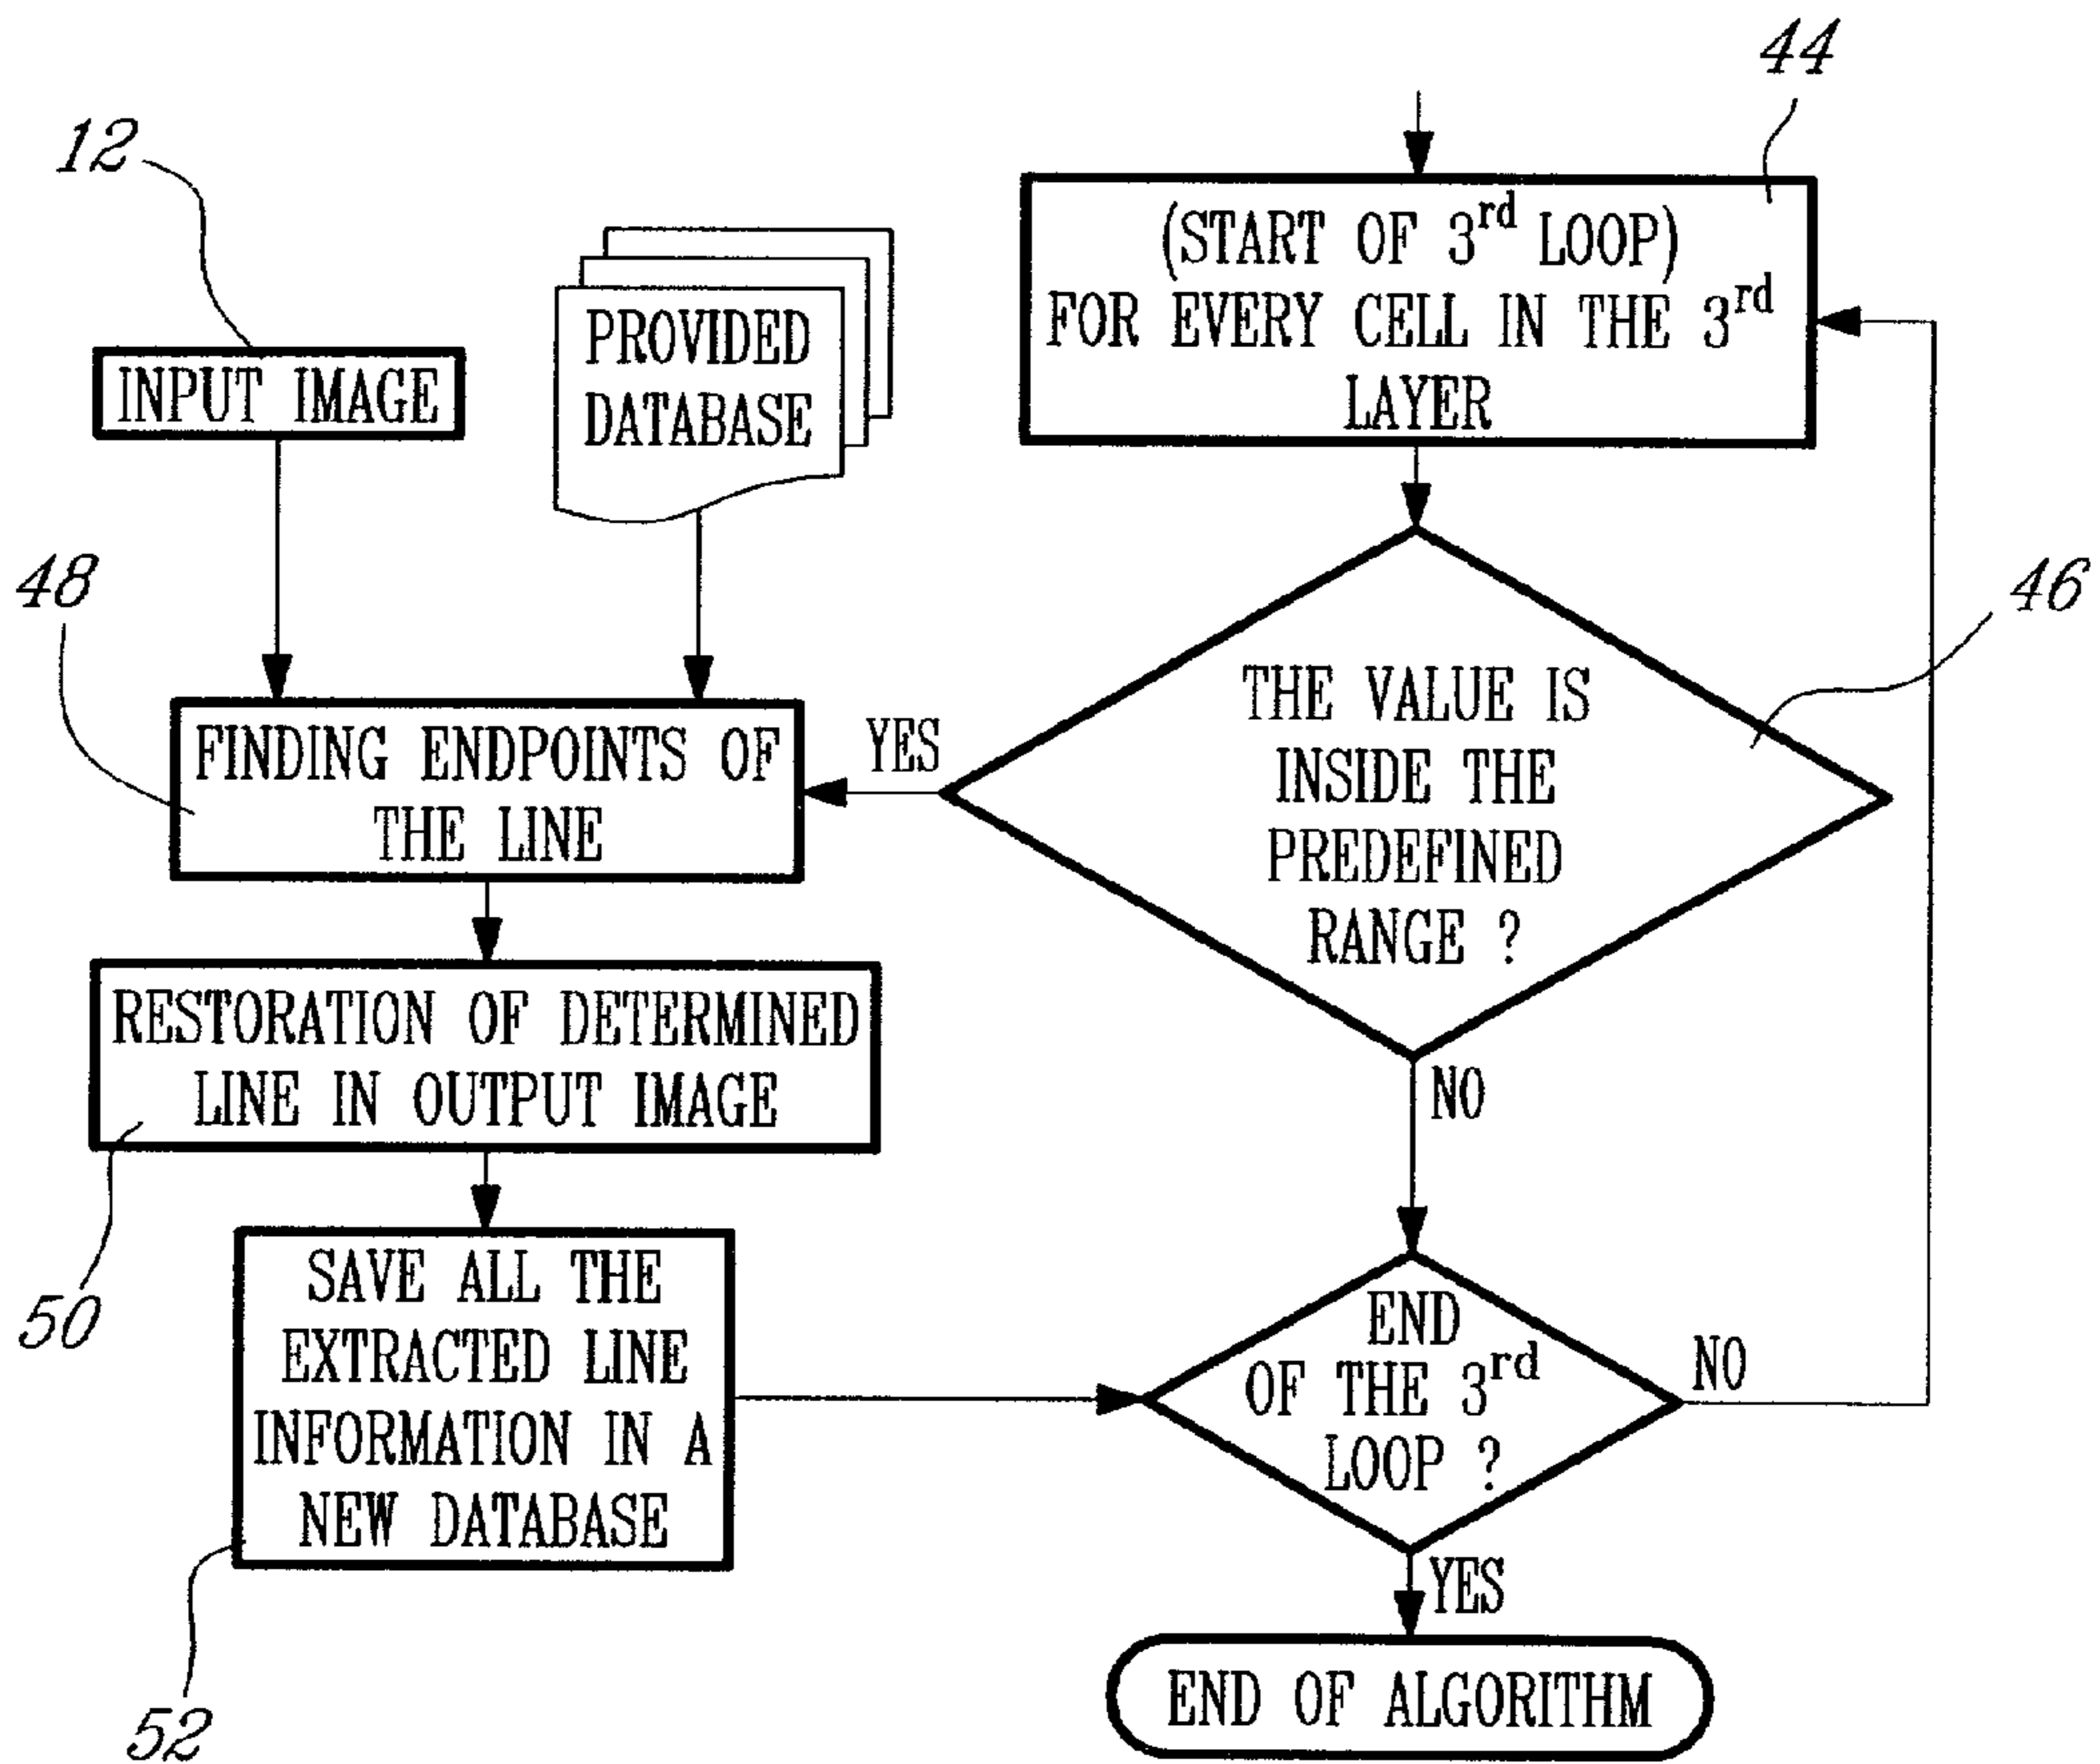 44
12
(START OF 3rd LOOP)
FOR EVERY CELL IN THE 3rd
LAYER
PROVIDED
DATABASE
INPUT IMAGE
48
46
THE VALUE IS
INSIDE THE
PREDEFINED
RANGE ?
YES
FINDING ENDPOINTS OF
THE LINE
RESTORATION OF DETERMINED
LINE IN OUTPUT IMAGE
NO
50
SAVE ALL THE
EXTRACTED LINE
INFORMATION IN A
NEW DATABASE
END
OF THE 3rd
LOOP ?
NO
YES
52
END OF ALGORITHM